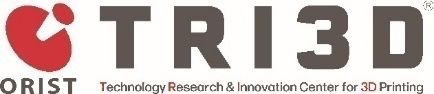 ORIST
TRI3D®
Technology Research & Innovation Center for 3D Printing